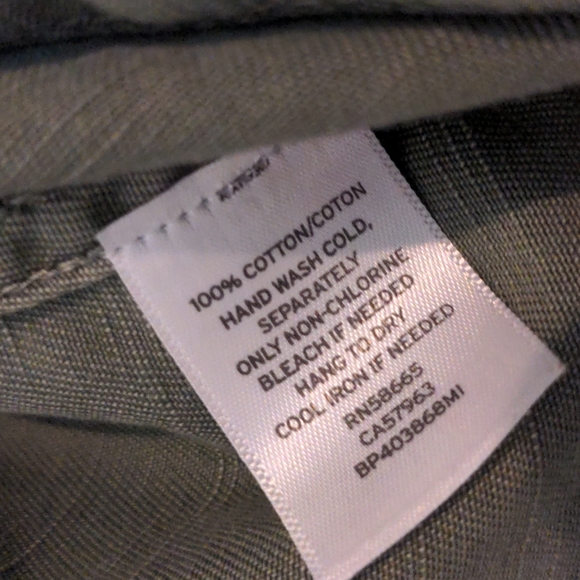 100% COTTON/COTON
HAND WASH COLD,
SEPARATELY
ONLY NON-CHLORINE
BLEACH IF NEEDED
HANG TO DRY
COOL IRON IF NEEDED
RN58665
CA57963
BP403868MI